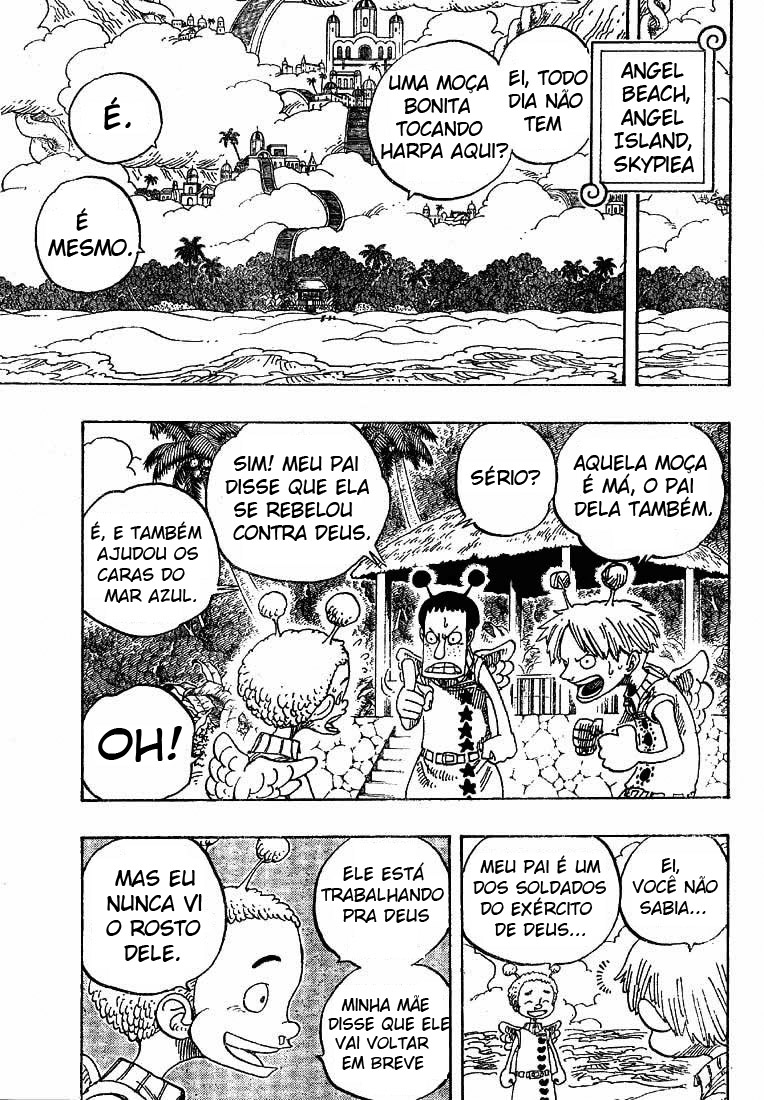 ANGEL
BEACH,
ANGEL
ISLAND,
SKYPIEA
EI, TODO
DIA NÃO
TEM
UMA MOÇA
BONITA
TOCANDO
HARPA AQUI?
É.
É
MESMO.
AQUELA MOÇA
É MÁ, O PAI
DELA TAMBÉM.
SÉRIO?
SIM! MEU PAI
DISSE QUE ELA
SE REBELOU
CONTRA DEUS.
É, E TAMBÉM
AJUDOU OS
CARAS DO
MAR AZUL.
OH!
EI,
VOCÊ NÃO
SABIA...
MEU PAI É UM
DOS SOLDADOS
DO EXÉRCITO
DE DEUS...
ELE ESTÁ
TRABALHANDO
PRA DEUS
MINHA MÃE
DISSE QUE ELE
VAI VOLTAR
EM BREVE
MAS EU
NUNCA VI
O ROSTO
DELE.